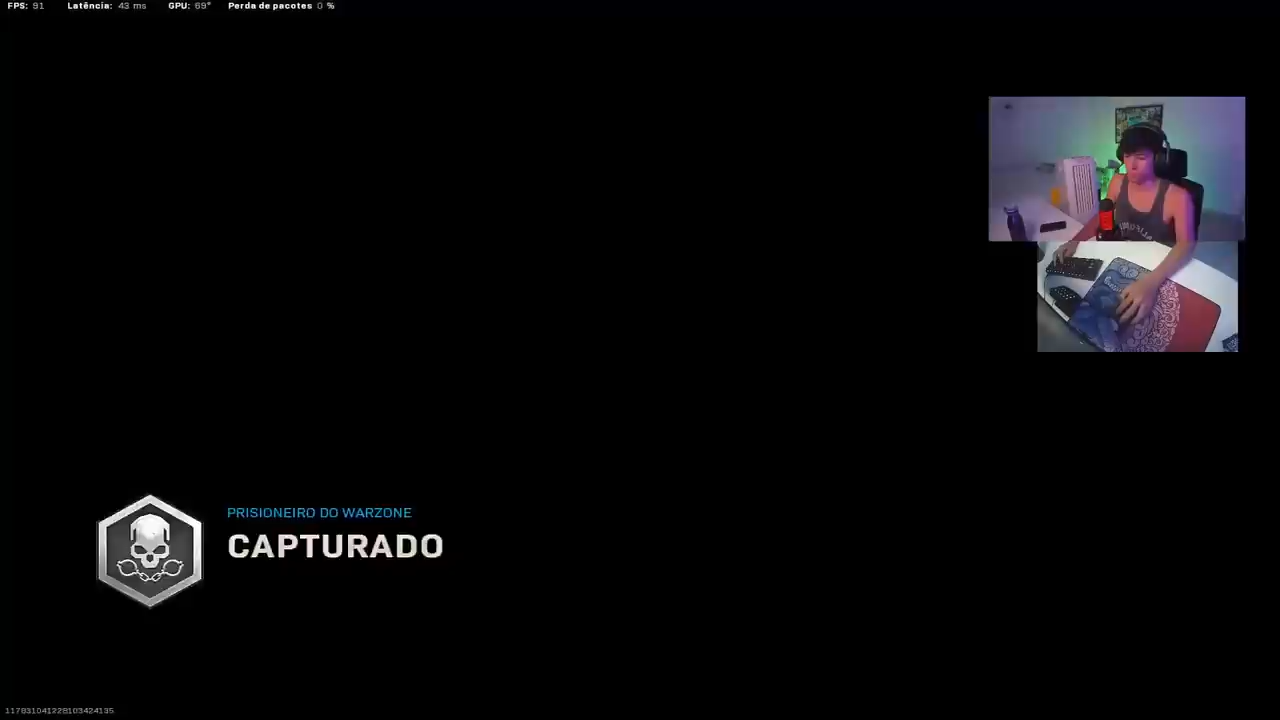 FPS: 91 Latência: 43 ms GPU: 69° Perda de pacotes 0 %
PRISIONEIRO DO WARZONE
CAPTURADO